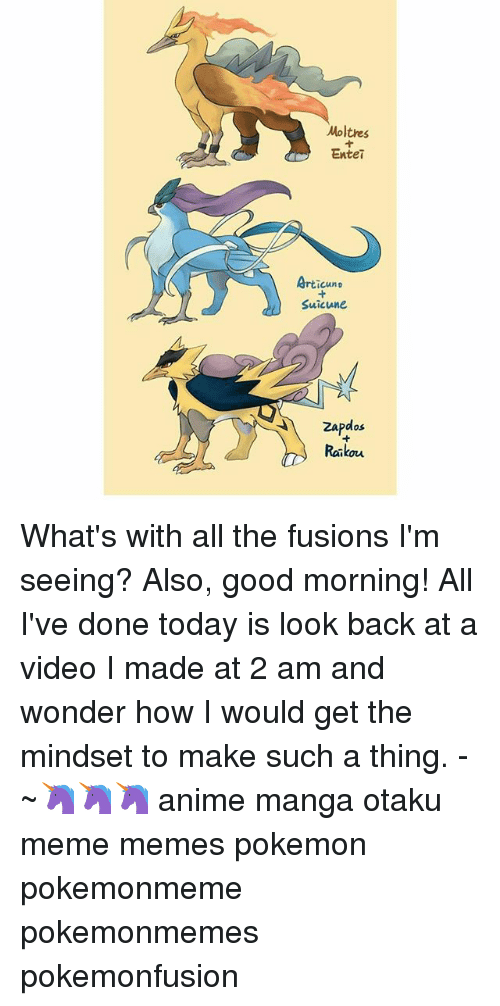 Moltres
+
Entei
Articuno
+
Suicune
Zapdos
+
Raikou
What's with all the fusions I'm
seeing? Also, good morning! All
I've done today is look back at a
video I made at 2 am and
wonder how I would get the
mindset to make such a thing. -
~🦄🦄🦄 anime manga otaku
meme memes pokemon
pokemonmeme
pokemonmemes
pokemonfusion